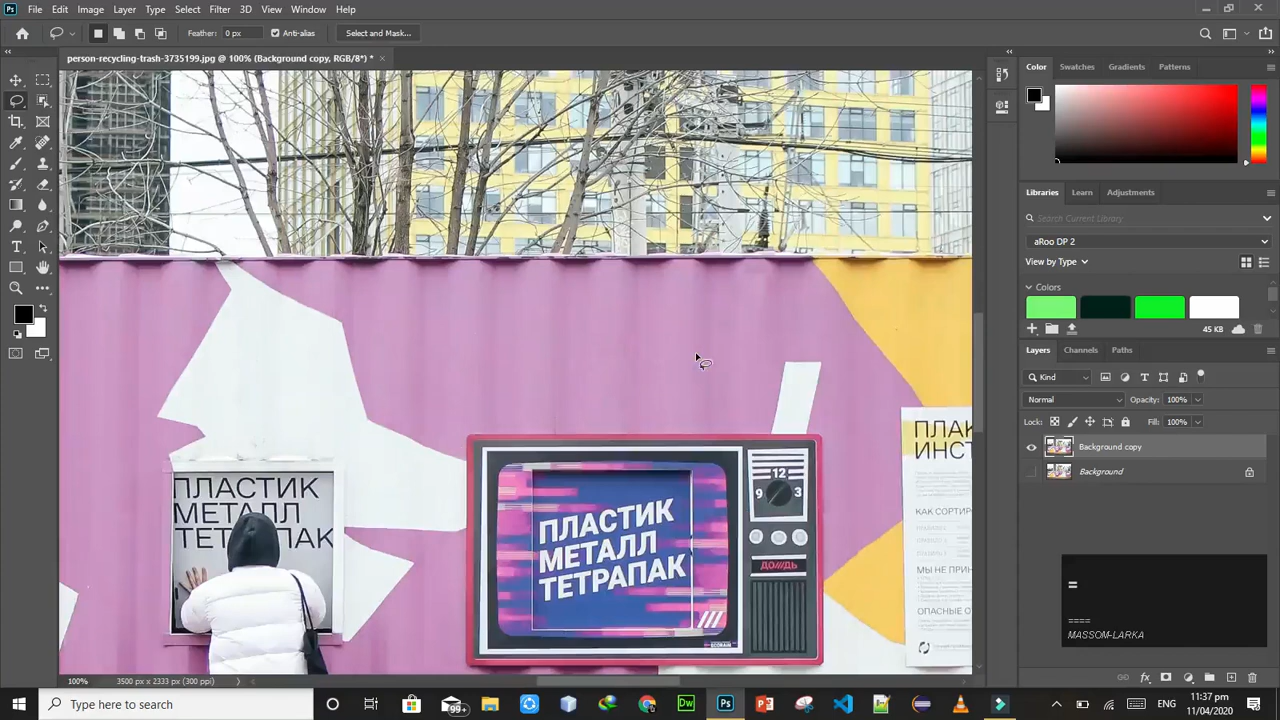 File Edit Image Layer Type Select Filter 3D View Window Help
Feather: 0 px Anti-alias Select and Mask...
person-recycling-trash-3735199.jpg @ 100% (Background copy, RGB/8*) *
Color Swatches Gradients Patterns
Libraries Learn Adjustments
Search Current Library
aRoo DP 2
View by Type
Colors
45 KB
Layers Channels Paths
Kind
Normal Opacity: 100%
Lock: Fill: 100%
Background copy
Background
=
====
MASSOM-LARKA
ПЛАСТИК
МЕТАЛЛ
ТЕТРАПАК
12
9 3
ПЛАСТИК
МЕТАЛЛ
ТЕТРАПАК
ДОЖДЬ
ПЛАК
ИНСТ
КАК СОРТИР
МЫ НЕ ПРИН
ОПАСНЫЕ О
100% 3500 px x 2333 px (300 ppi)
Type here to search
99+
ENG
11:37 pm
11/04/2020